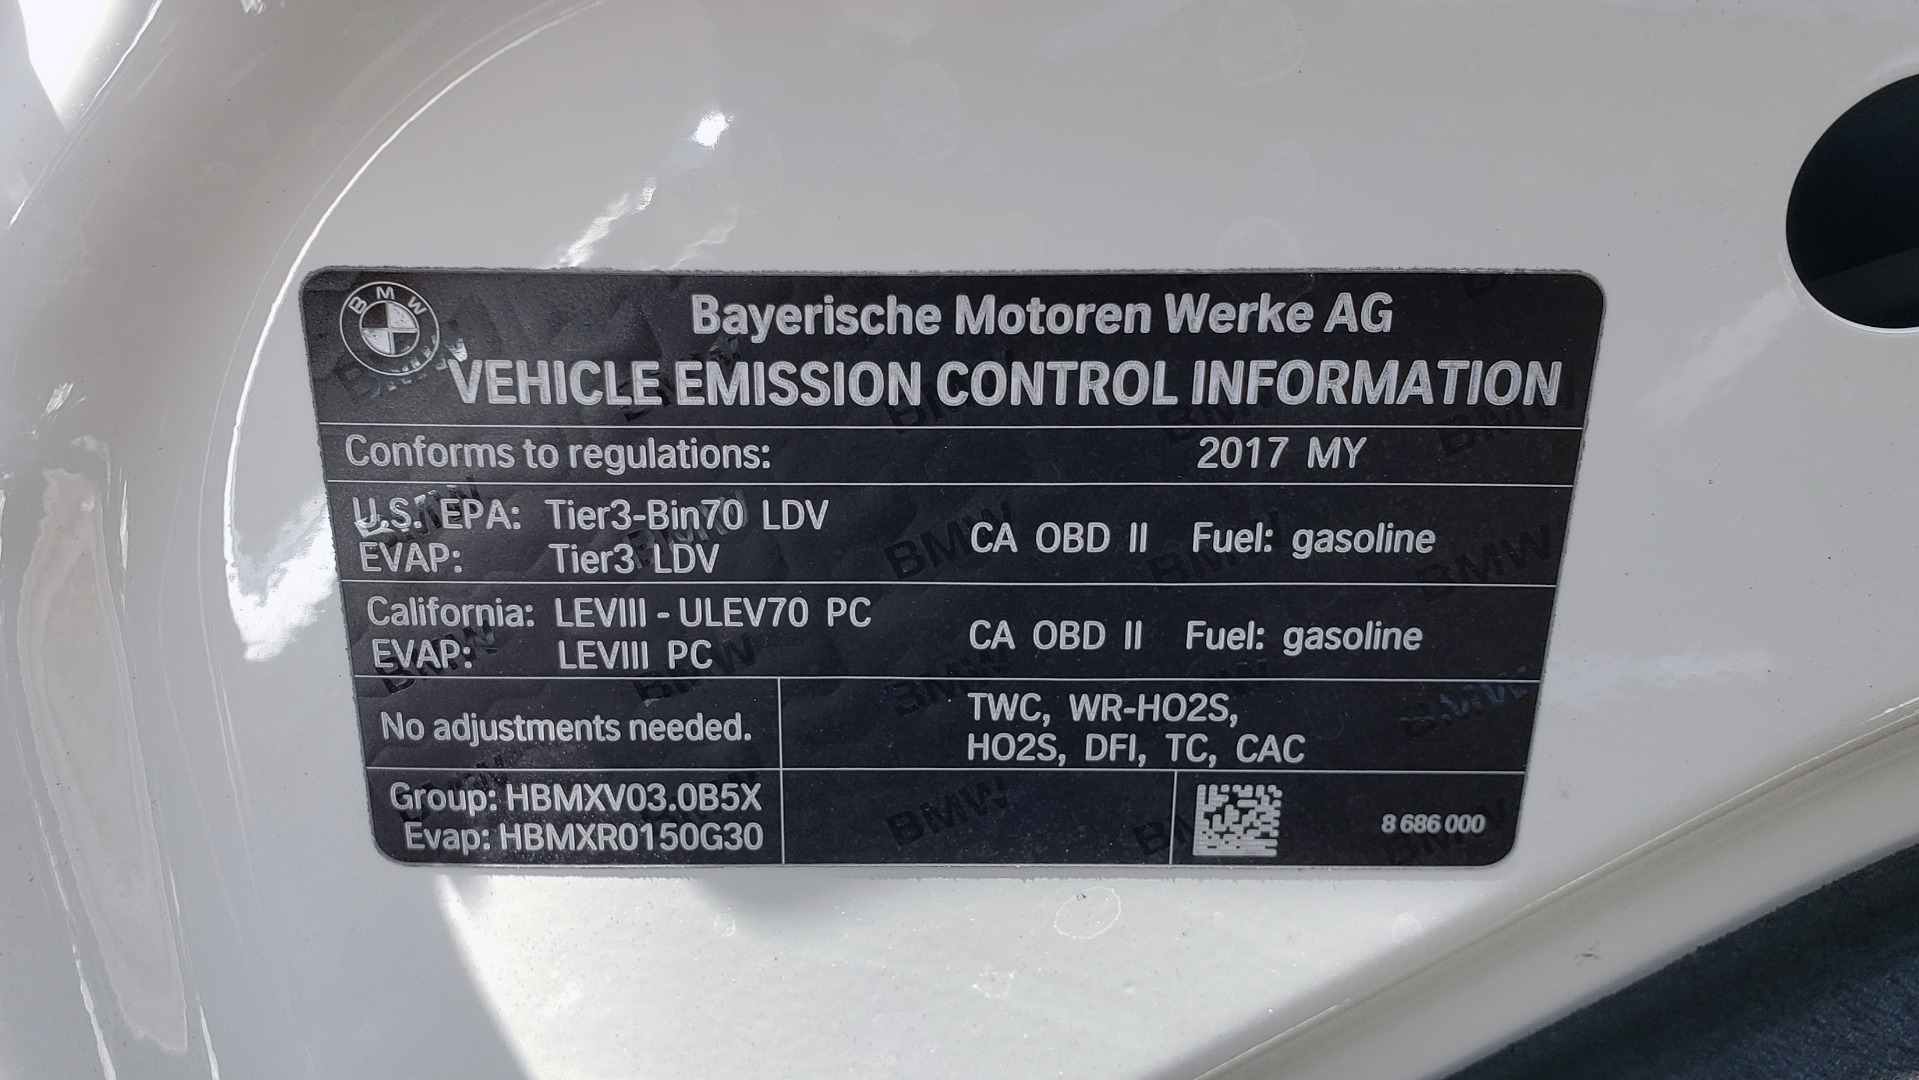 BMW
Bayerische Motoren Werke AG
VEHICLE EMISSION CONTROL INFORMATION
Conforms to regulations: 2017 MY
U.S. EPA: Tier3-Bin70 LDV
EVAP: Tier3 LDV
CA OBD II Fuel: gasoline
California: LEVIII - ULEV70 PC
EVAP: LEVIII PC
CA OBD II Fuel: gasoline
No adjustments needed.
TWC, WR-HO2S,
HO2S, DFI, TC, CAC
Group: HBMXV03.0B5X
Evap: HBMXR0150G30
8 686 000